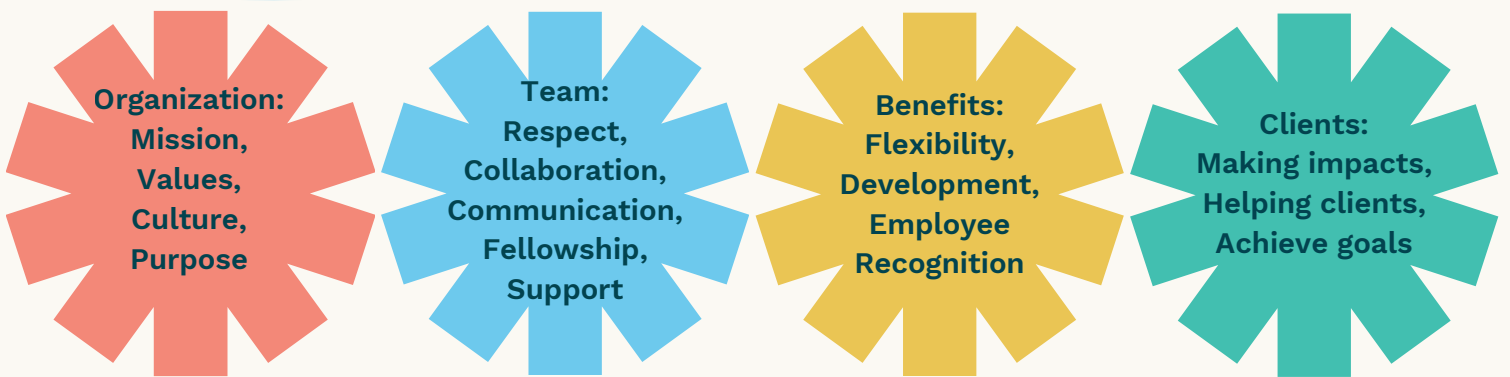 Organization:
Mission,
Values,
Culture,
Purpose
Team:
Respect,
Collaboration,
Communication,
Fellowship,
Support
Benefits:
Flexibility,
Development,
Employee
Recognition
Clients:
Making impacts,
Helping clients,
Achieve goals